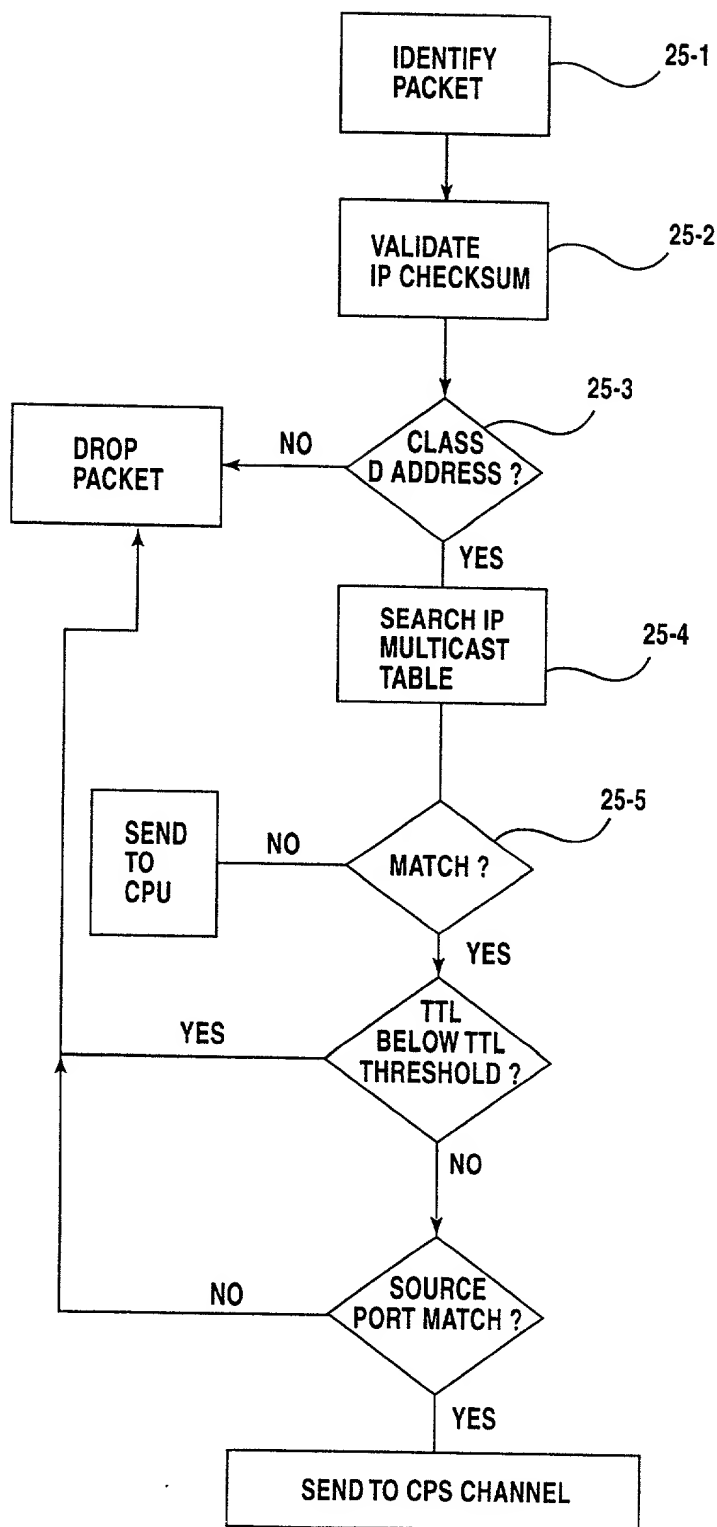 IDENTIFY
PACKET
25-1
VALIDATE
IP CHECKSUM
25-2
25-3
CLASS
D ADDRESS ?
NO
DROP
PACKET
YES
SEARCH IP
MULTICAST
TABLE
25-4
25-5
MATCH ?
NO
SEND
TO
CPU
YES
TTL
BELOW TTL
THRESHOLD ?
YES
NO
SOURCE
PORT MATCH ?
NO
YES
SEND TO CPS CHANNEL